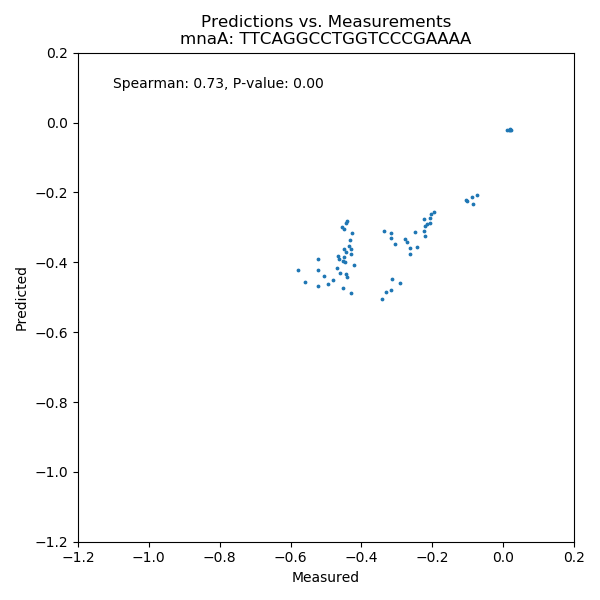 Predictions vs. Measurements
mnaA: TTCAGGCCTGGTCCCGAAAA
Spearman: 0.73, P-value: 0.00
0.2
0.0
−0.2
−0.4
−0.6
−0.8
−1.0
−1.2
Predicted
−1.2 −1.0 −0.8 −0.6 −0.4 −0.2 0.0 0.2
Measured